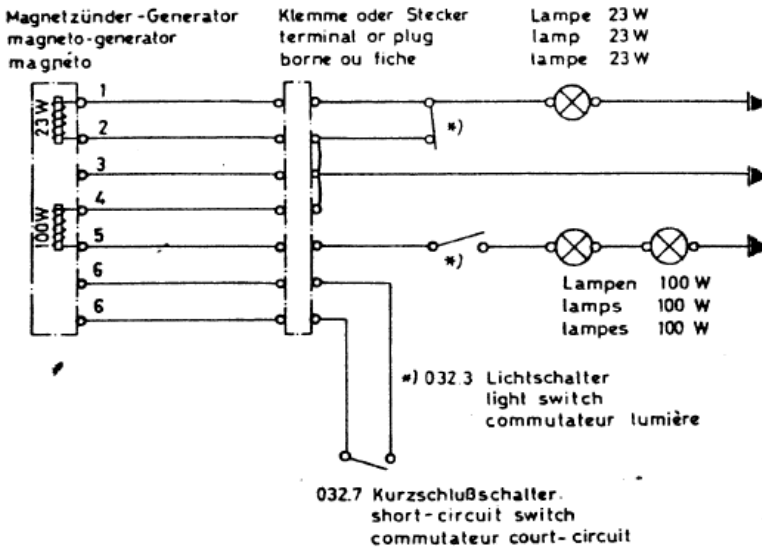 Magnetzünder-Generator
magneto-generator
magnéto
Klemme oder Stecker
terminal or plug
borne ou fiche
Lampe 23 W
lamp 23 W
lampe 23 W
23 W
1
2
*)
3
100W
4
5
*)
6
6
Lampen 100 W
lamps 100 W
lampes 100 W
*) 032.3 Lichtschalter
light switch
commutateur lumière
032.7 Kurzschlußschalter.
short-circuit switch
commutateur court-circuit